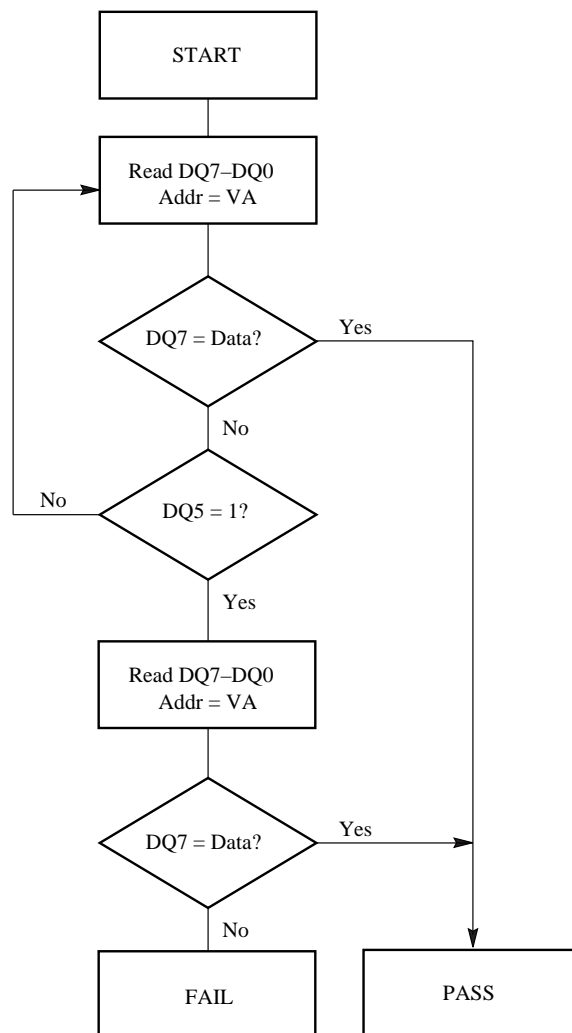 START
Read DQ7–DQ0
Addr = VA
DQ7 = Data?
Yes
No
No
DQ5 = 1?
Yes
Read DQ7–DQ0
Addr = VA
DQ7 = Data?
Yes
No
FAIL
PASS